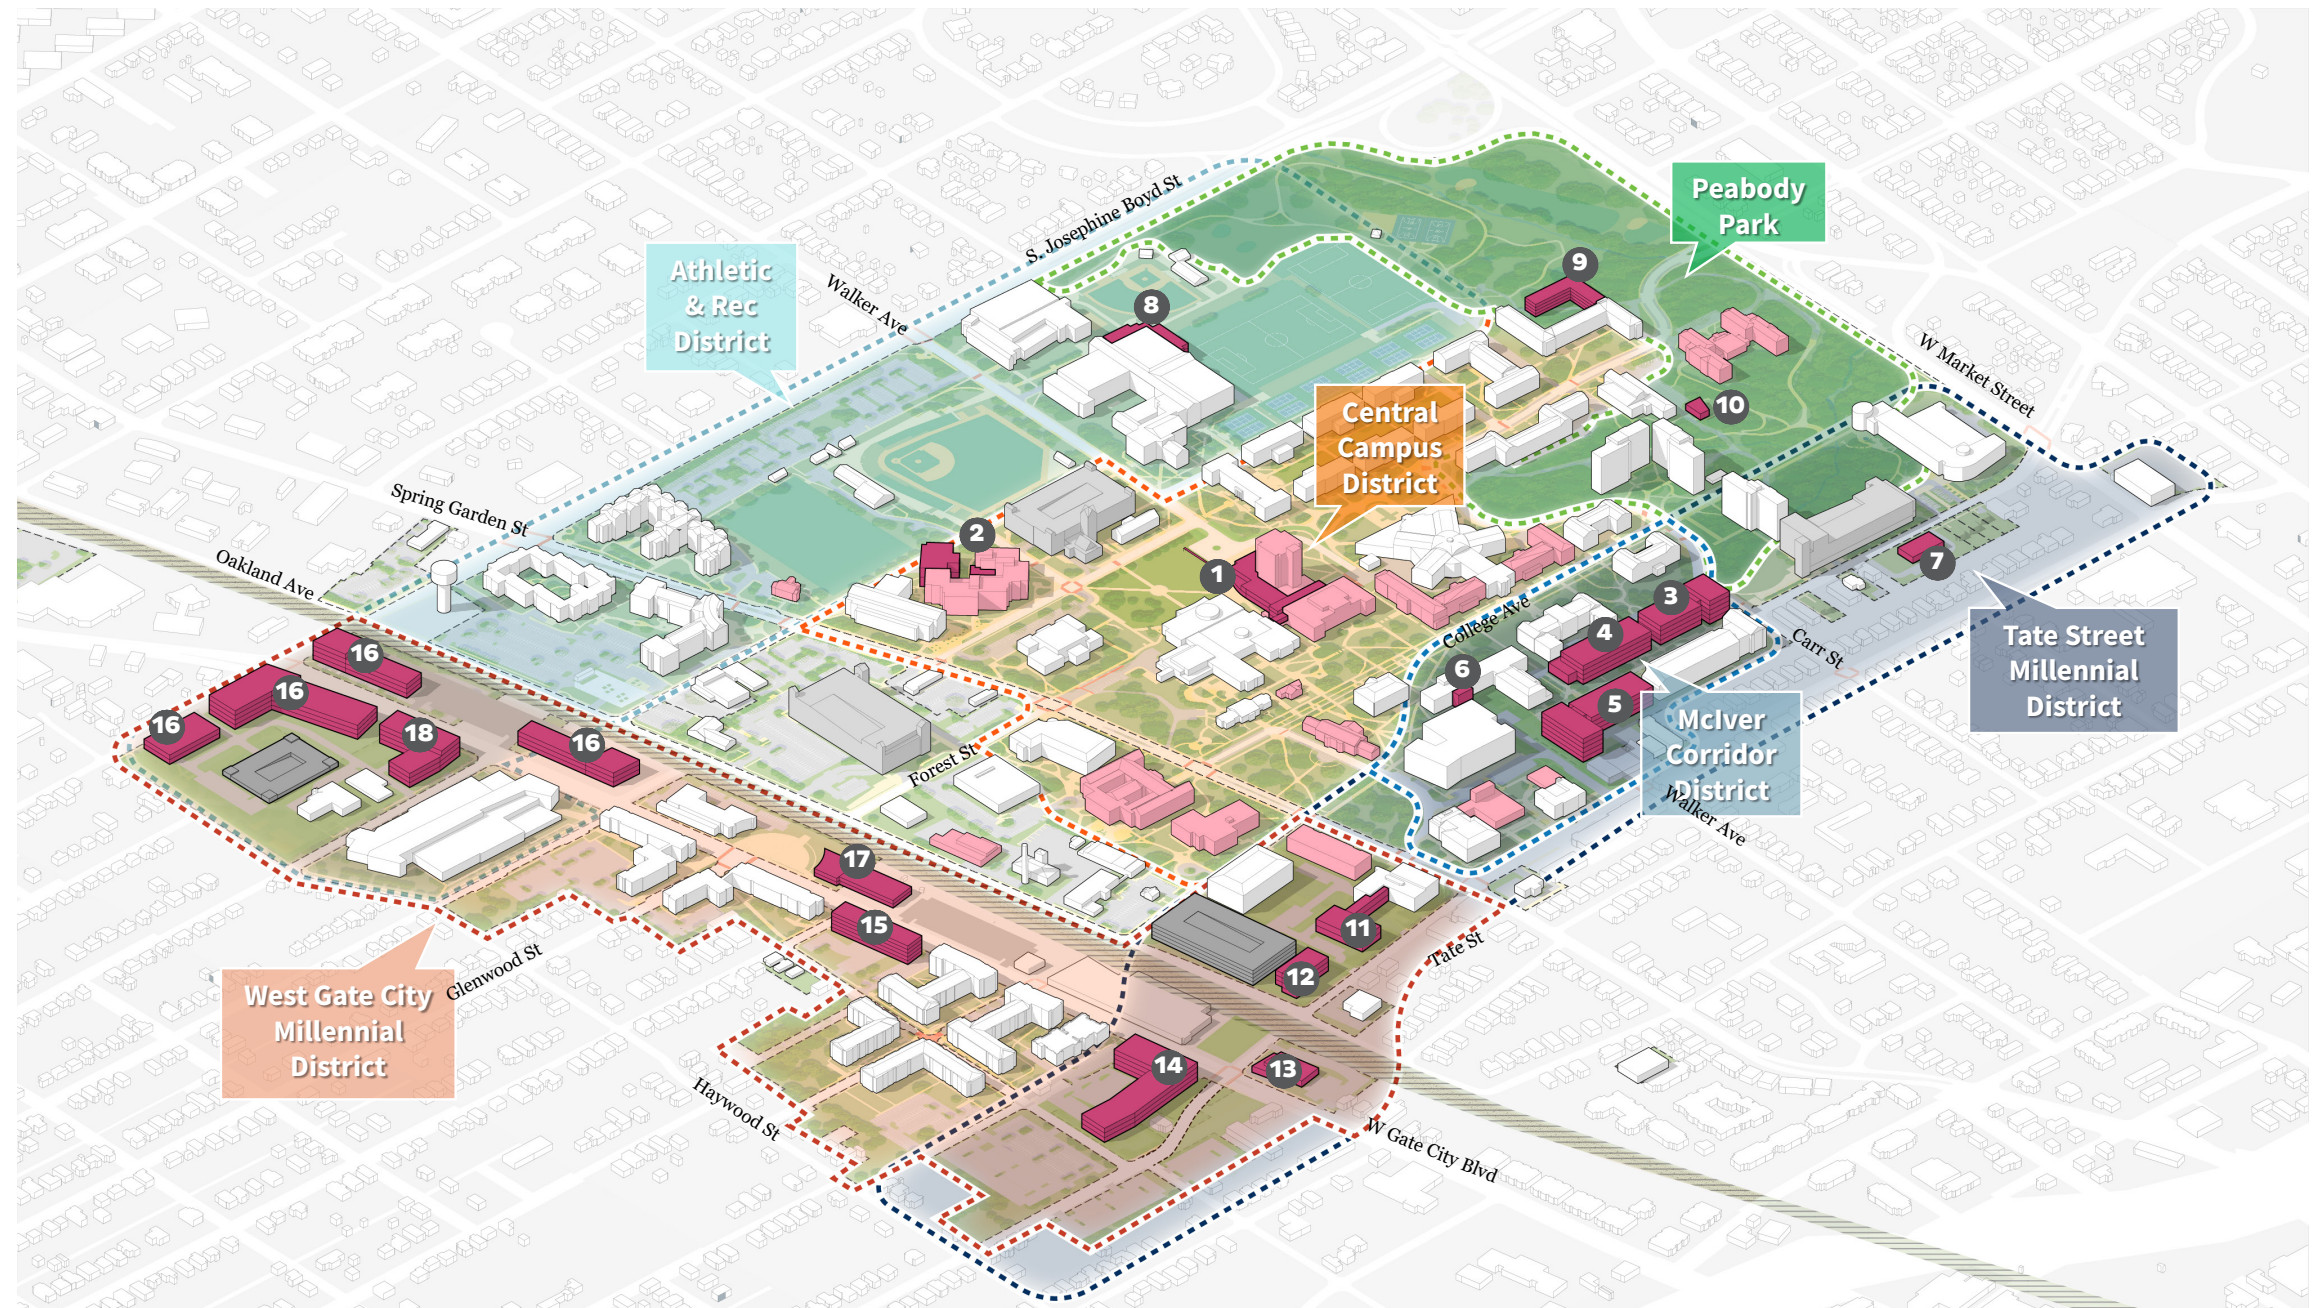 Peabody
Park
S. Josephine Boyd St
Athletic
& Rec
District
Walker Ave
9
8
W Market Street
10
Central
Campus
District
Spring Garden St
Oakland Ave
2
1
7
3
College Ave
4
Carr St
Tate Street
Millennial
District
6
5
16
16
16
18
16
McIver
Corridor
District
Walker Ave
Forest St
17
15
11
12
Tate St
Glenwood St
West Gate City
Millennial
District
14
13
Haywood St
W Gate City Blvd